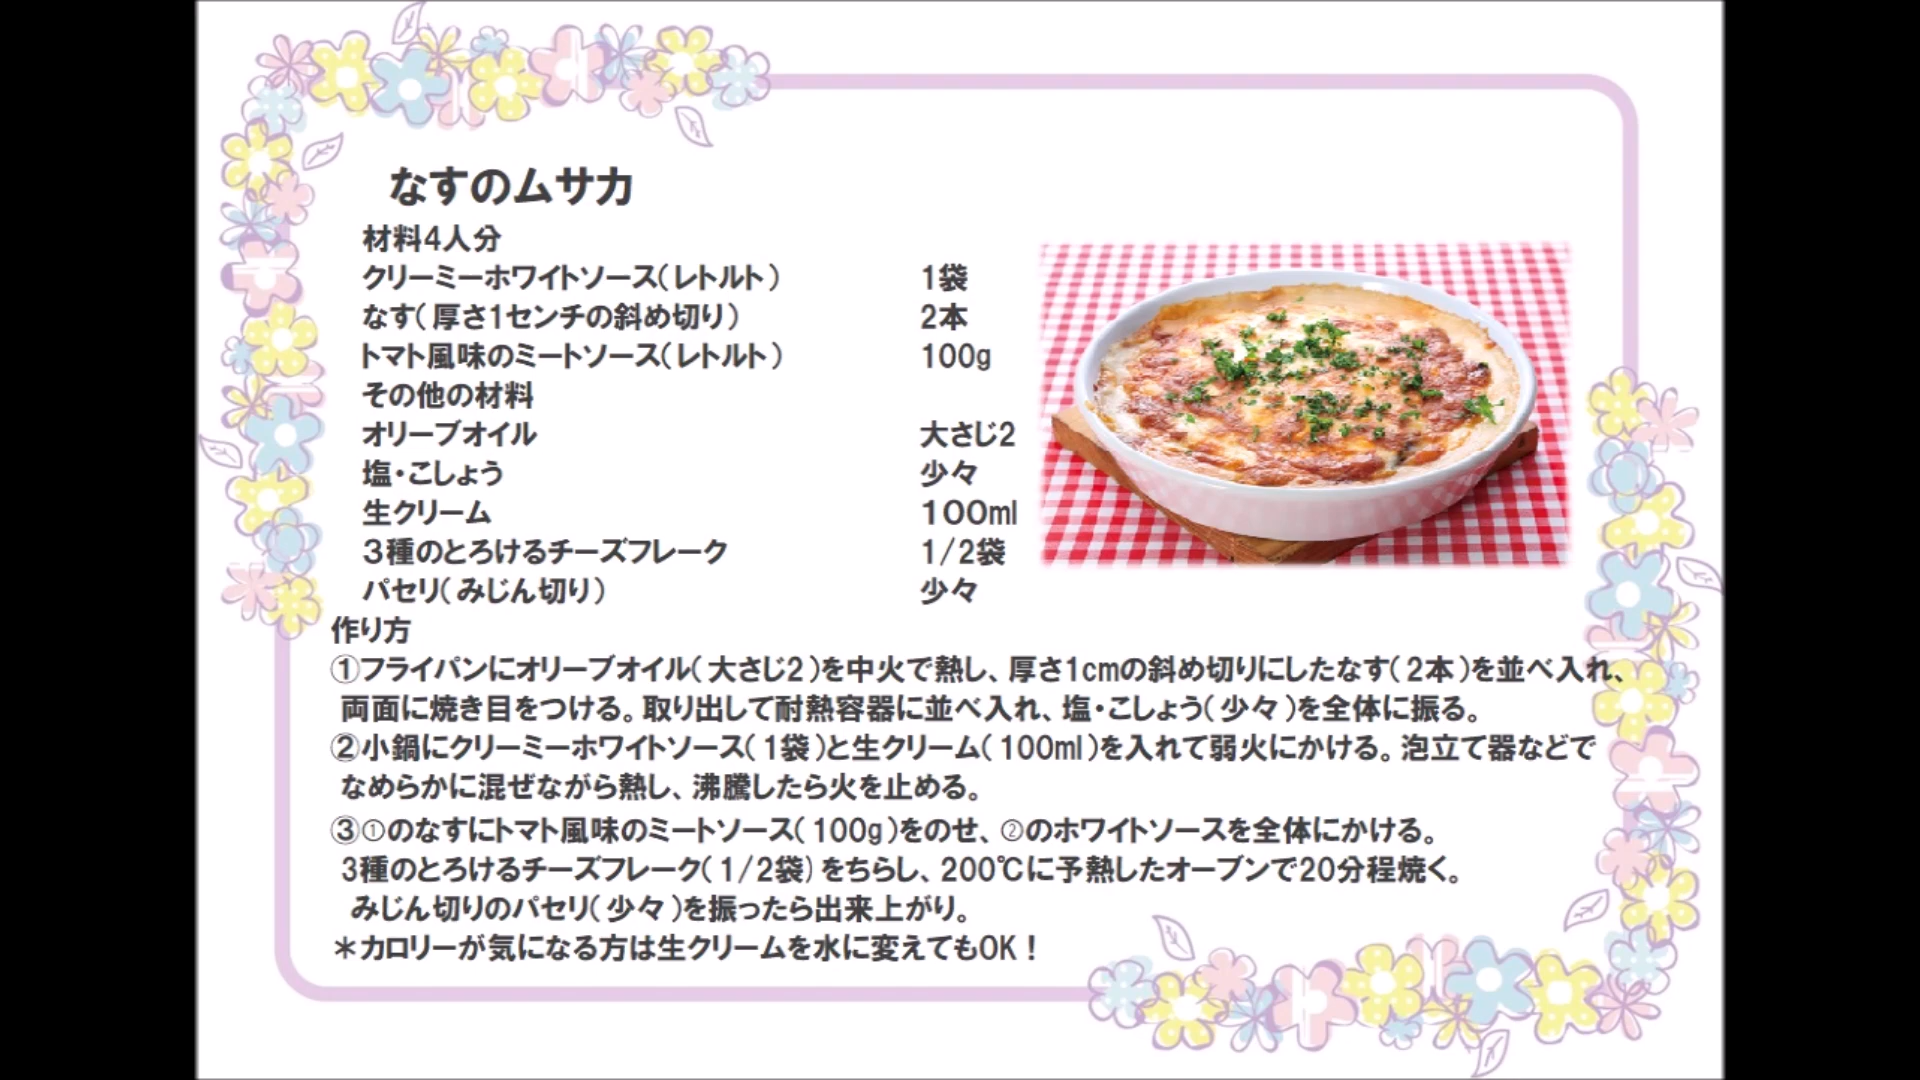 なすのムサカ
材料4人分
クリーミーホワイトソース(レトルト) 1袋
なす(厚さ1センチの斜め切り) 2本
トマト風味のミートソース(レトルト) 100g
その他の材料
オリーブオイル 大さじ2
塩・こしょう 少々
生クリーム 100ml
3種のとろけるチーズフレーク 1/2袋
パセリ(みじん切り) 少々
作り方
①フライパンにオリーブオイル(大さじ2)を中火で熱し、厚さ1cmの斜め切りにしたなす(2本)を並べ入れ、
両面に焼き目をつける。取り出して耐熱容器に並べ入れ、塩・こしょう(少々)を全体に振る。
②小鍋にクリーミーホワイトソース(1袋)と生クリーム(100ml)を入れて弱火にかける。泡立て器などで
なめらかに混ぜながら熱し、沸騰したら火を止める。
③①のなすにトマト風味のミートソース(100g)をのせ、②のホワイトソースを全体にかける。
3種のとろけるチーズフレーク(1/2袋)をちらし、200℃に予熱したオーブンで20分程焼く。
みじん切りのパセリ(少々)を振ったら出来上がり。
＊カロリーが気になる方は生クリームを水に変えてもOK！